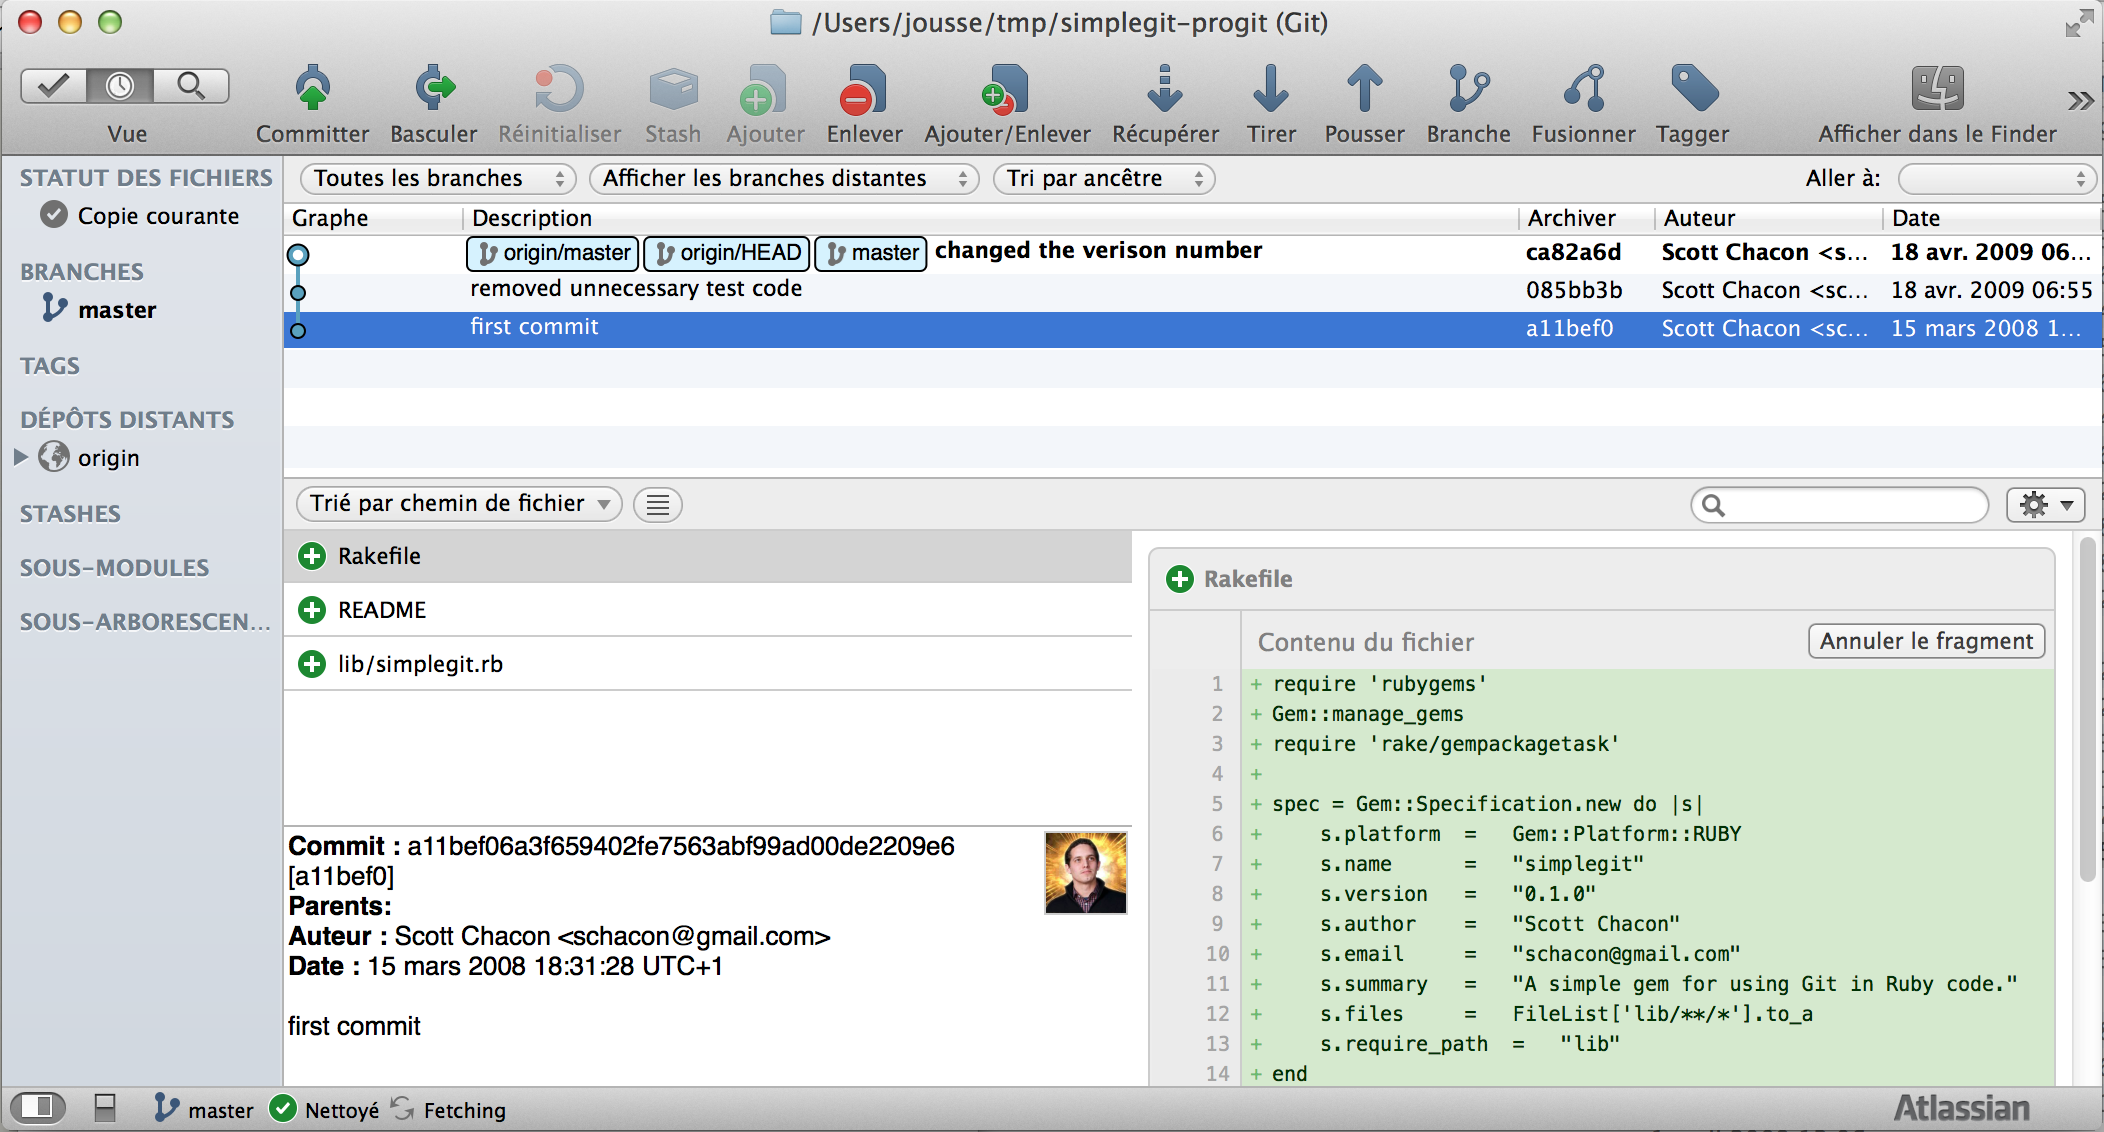 /Users/jousse/tmp/simplegit-progit (Git)
Vue Committer Basculer Réinitialiser Stash Ajouter Enlever Ajouter/Enlever Récupérer Tirer Pousser Branche Fusionner Tagger Afficher dans le Finder
STATUT DES FICHIERS
Copie courante
BRANCHES
master
TAGS
DÉPÔTS DISTANTS
origin
STASHES
SOUS-MODULES
SOUS-ARBORESCEN...
Toutes les branches Afficher les branches distantes Tri par ancêtre Aller à:
Graphe Description Archiver Auteur Date
origin/master origin/HEAD master changed the verison number ca82a6d Scott Chacon <s... 18 avr. 2009 06...
removed unnecessary test code 085bb3b Scott Chacon <sc... 18 avr. 2009 06:55
first commit a11bef0 Scott Chacon <sc... 15 mars 2008 1...
Trié par chemin de fichier
Rakefile
README
lib/simplegit.rb
Commit : a11bef06a3f659402fe7563abf99ad00de2209e6
[a11bef0]
Parents:
Auteur : Scott Chacon <schacon@gmail.com>
Date : 15 mars 2008 18:31:28 UTC+1
first commit
Rakefile
Contenu du fichier Annuler le fragment
1 + require 'rubygems'
2 + Gem::manage_gems
3 + require 'rake/gempackagetask'
4 +
5 + spec = Gem::Specification.new do |s|
6 + s.platform = Gem::Platform::RUBY
7 + s.name = "simplegit"
8 + s.version = "0.1.0"
9 + s.author = "Scott Chacon"
10 + s.email = "schacon@gmail.com"
11 + s.summary = "A simple gem for using Git in Ruby code."
12 + s.files = FileList['lib/**/*'].to_a
13 + s.require_path = "lib"
14 + end
master Nettoyé Fetching Atlassian